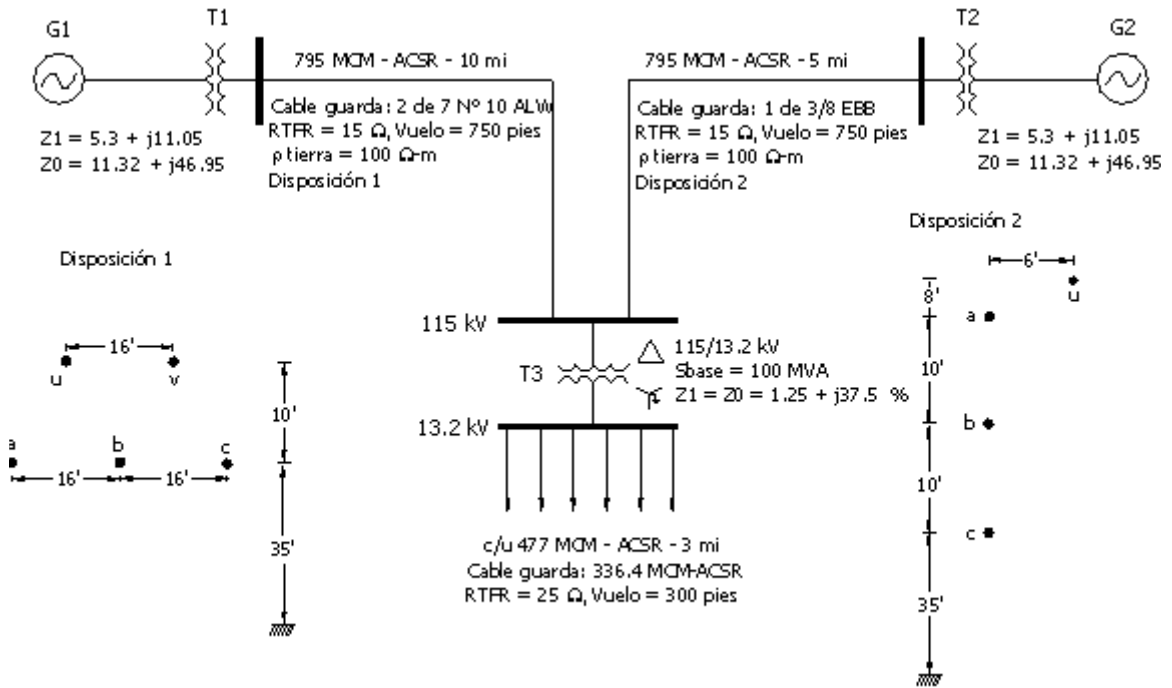 G1
T1
T2
G2
795 MCM - ACSR - 10 mi
795 MCM - ACSR - 5 mi
Z1 = 5.3 + j11.05
Z0 = 11.32 + j46.95
Cable guarda: 2 de 7 Nº 10 ALW
RTFR = 15 Ω, Vuelo = 750 pies
ρ tierra = 100 Ω-m
Disposición 1
Cable guarda: 1 de 3/8 EBB
RTFR = 15 Ω, Vuelo = 750 pies
ρ tierra = 100 Ω-m
Disposición 2
Z1 = 5.3 + j11.05
Z0 = 11.32 + j46.95
Disposición 1
16'
u
v
10'
a
b
c
16'
16'
35'
Disposición 2
6'
8'
u
a
10'
b
10'
c
35'
115 kV
T3
115/13.2 kV
Sbase = 100 MVA
Z1 = Z0 = 1.25 + j37.5 %
13.2 kV
c/u 477 MCM - ACSR - 3 mi
Cable guarda: 336.4 MCM-ACSR
RTFR = 25 Ω, Vuelo = 300 pies